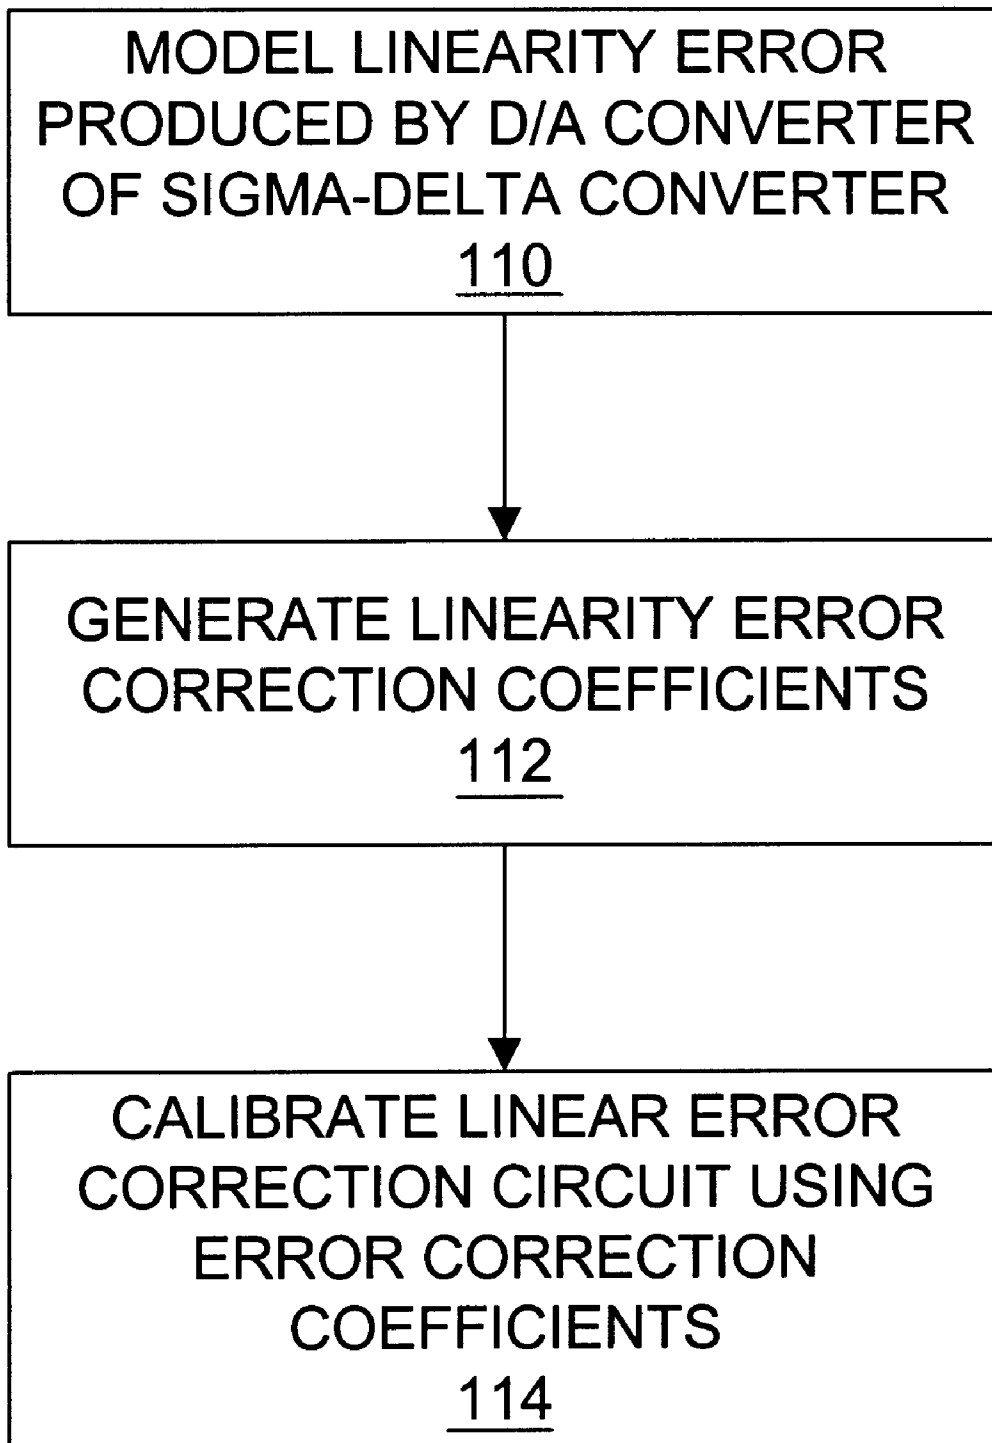 MODEL LINEARITY ERROR
PRODUCED BY D/A CONVERTER
OF SIGMA-DELTA CONVERTER
110
GENERATE LINEARITY ERROR
CORRECTION COEFFICIENTS
112
CALIBRATE LINEAR ERROR
CORRECTION CIRCUIT USING
ERROR CORRECTION
COEFFICIENTS
114